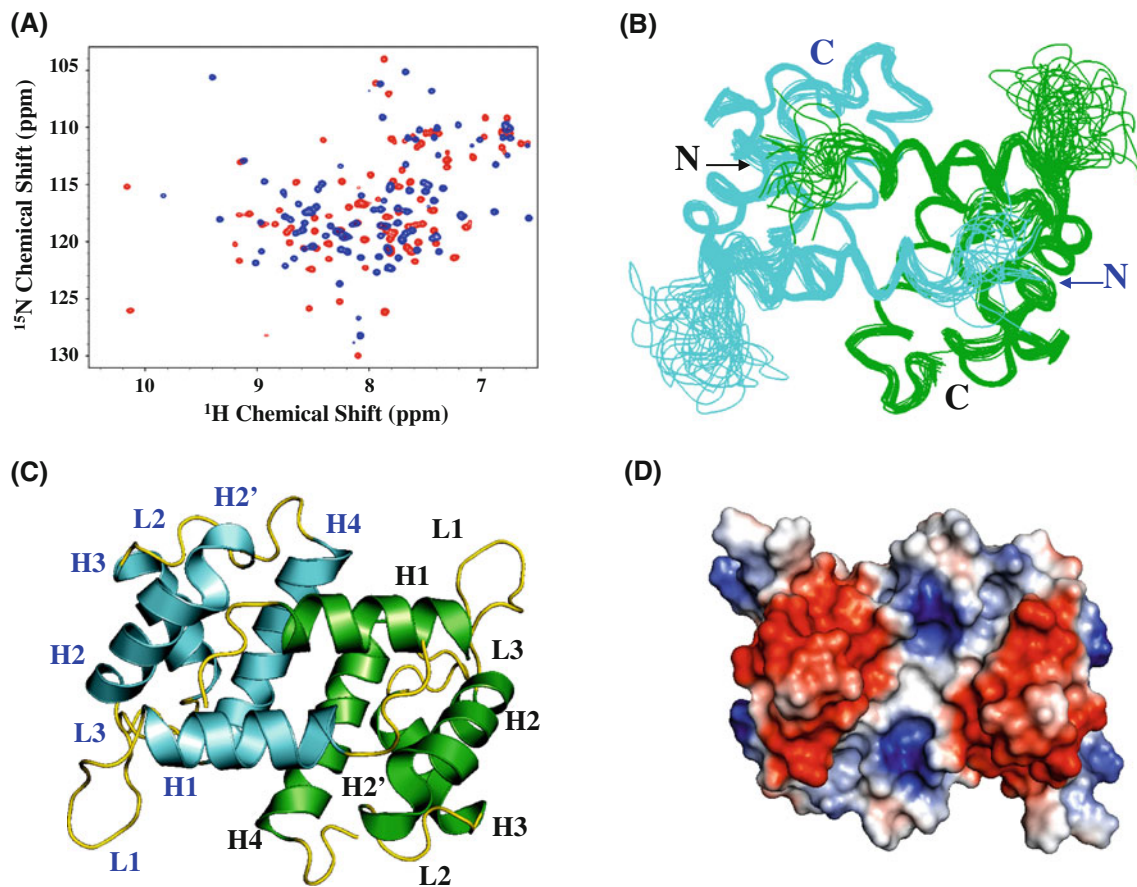 (A)
105
110
115
120
125
130
¹⁵N Chemical Shift (ppm)
10 9 8 7
¹H Chemical Shift (ppm)
(B)
C
N
N
C
(C)
H2’
L2
H4
H3
L1
H1
H2
L3
L3
H2
H1
H2’
H4
H3
L1
L2
(D)